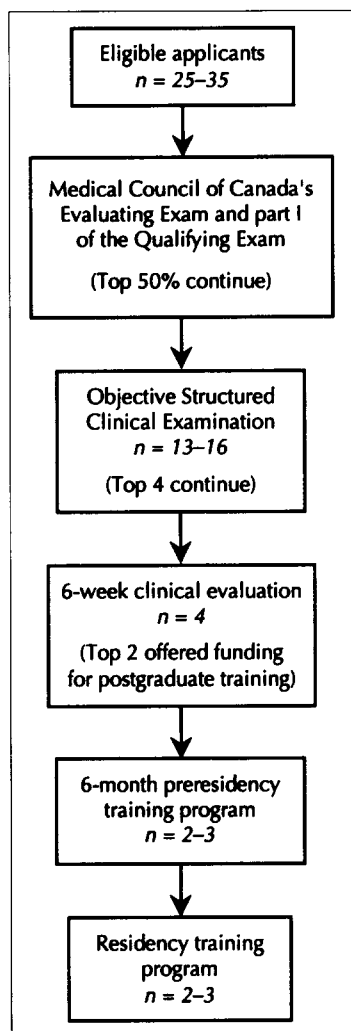 Eligible applicants
n = 25–35
Medical Council of Canada's
Evaluating Exam and part I
of the Qualifying Exam
(Top 50% continue)
Objective Structured
Clinical Examination
n = 13–16
(Top 4 continue)
6-week clinical evaluation
n = 4
(Top 2 offered funding
for postgraduate training)
6-month preresidency
training program
n = 2–3
Residency training
program
n = 2–3